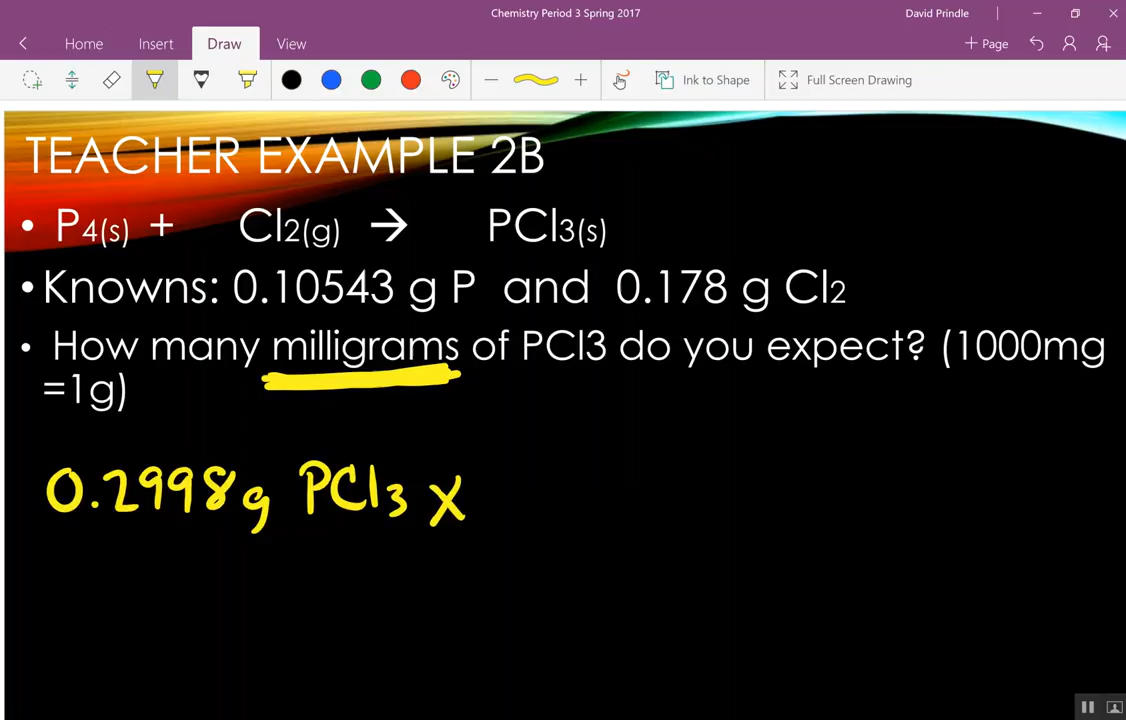 Chemistry Period 3 Spring 2017 David Prindle
Home Insert Draw View + Page
Ink to Shape Full Screen Drawing
TEACHER EXAMPLE 2B
• P4(s) + Cl2(g) → PCl3(s)
• Knowns: 0.10543 g P and 0.178 g Cl2
• How many milligrams of PCl3 do you expect? (1000mg
=1g)
0.2998g PCl3 x